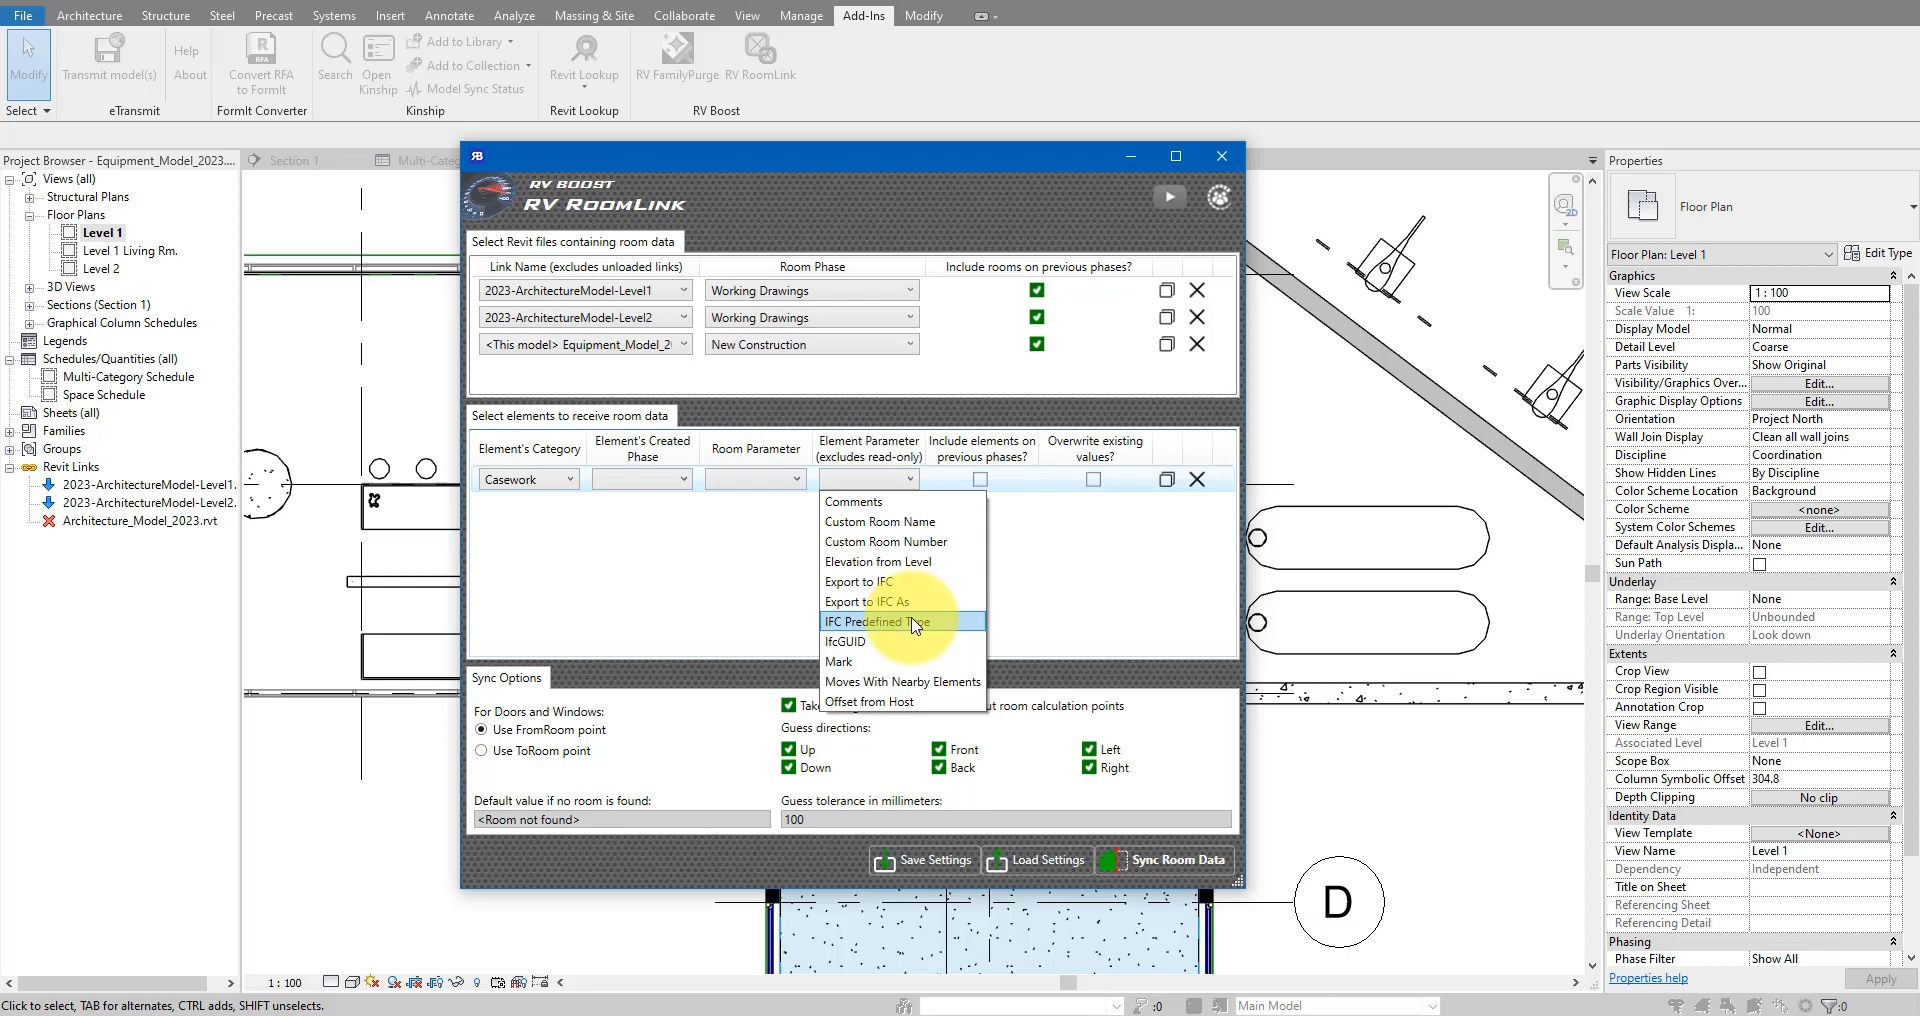 File Architecture Structure Steel Precast Systems Insert Annotate Analyze Massing & Site Collaborate View Manage Add-Ins Modify
Modify
Select
Transmit model(s)
Help
About
eTransmit
Convert RFA
to FormIt
FormIt Converter
Search
Open
Kinship
Add to Library
Add to Collection
Model Sync Status
Kinship
Revit Lookup
Revit Lookup
RV FamilyPurge RV RoomLink
RV Boost
Project Browser - Equipment_Model_2023....
Views (all)
Structural Plans
Floor Plans
Level 1
Level 1 Living Rm.
Level 2
3D Views
Sections (Section 1)
Graphical Column Schedules
Legends
Schedules/Quantities (all)
Multi-Category Schedule
Space Schedule
Sheets (all)
Families
Groups
Revit Links
2023-ArchitectureModel-Level1.
2023-ArchitectureModel-Level2.
Architecture_Model_2023.rvt
Section 1
Multi-Categ
RB
RV BOOST
RV ROOMLINK
Select Revit files containing room data
Link Name (excludes unloaded links) Room Phase Include rooms on previous phases?
2023-ArchitectureModel-Level1 Working Drawings
2023-ArchitectureModel-Level2 Working Drawings
<This model> Equipment_Model_2 New Construction
Select elements to receive room data
Element's Category
Element's Created
Phase
Room Parameter
Element Parameter
(excludes read-only)
Include elements on
previous phases?
Overwrite existing
values?
Casework
Comments
Custom Room Name
Custom Room Number
Elevation from Level
Export to IFC
Export to IFC As
IFC Predefined Type
IfcGUID
Mark
Moves With Nearby Elements
Offset from Host
Sync Options
For Doors and Windows:
Use FromRoom point
Use ToRoom point
Default value if no room is found:
<Room not found>
Take
ut room calculation points
Guess directions:
Up Front Left
Down Back Right
Guess tolerance in millimeters:
100
Save Settings Load Settings Sync Room Data
D
2D
Properties
Floor Plan
Floor Plan: Level 1 Edit Type
Graphics
View Scale 1 : 100
Scale Value 1: 100
Display Model Normal
Detail Level Coarse
Parts Visibility Show Original
Visibility/Graphics Over... Edit...
Graphic Display Options Edit...
Orientation Project North
Wall Join Display Clean all wall joins
Discipline Coordination
Show Hidden Lines By Discipline
Color Scheme Location Background
Color Scheme <none>
System Color Schemes Edit...
Default Analysis Displa... None
Sun Path
Underlay
Range: Base Level None
Range: Top Level Unbounded
Underlay Orientation Look down
Extents
Crop View
Crop Region Visible
Annotation Crop
View Range Edit...
Associated Level Level 1
Scope Box None
Column Symbolic Offset 304.8
Depth Clipping No clip
Identity Data
View Template <None>
View Name Level 1
Dependency Independent
Title on Sheet
Referencing Sheet
Referencing Detail
Phasing
Phase Filter Show All
Properties help Apply
1 : 100
Click to select, TAB for alternates, CTRL adds, SHIFT unselects.
:0
Main Model
:0